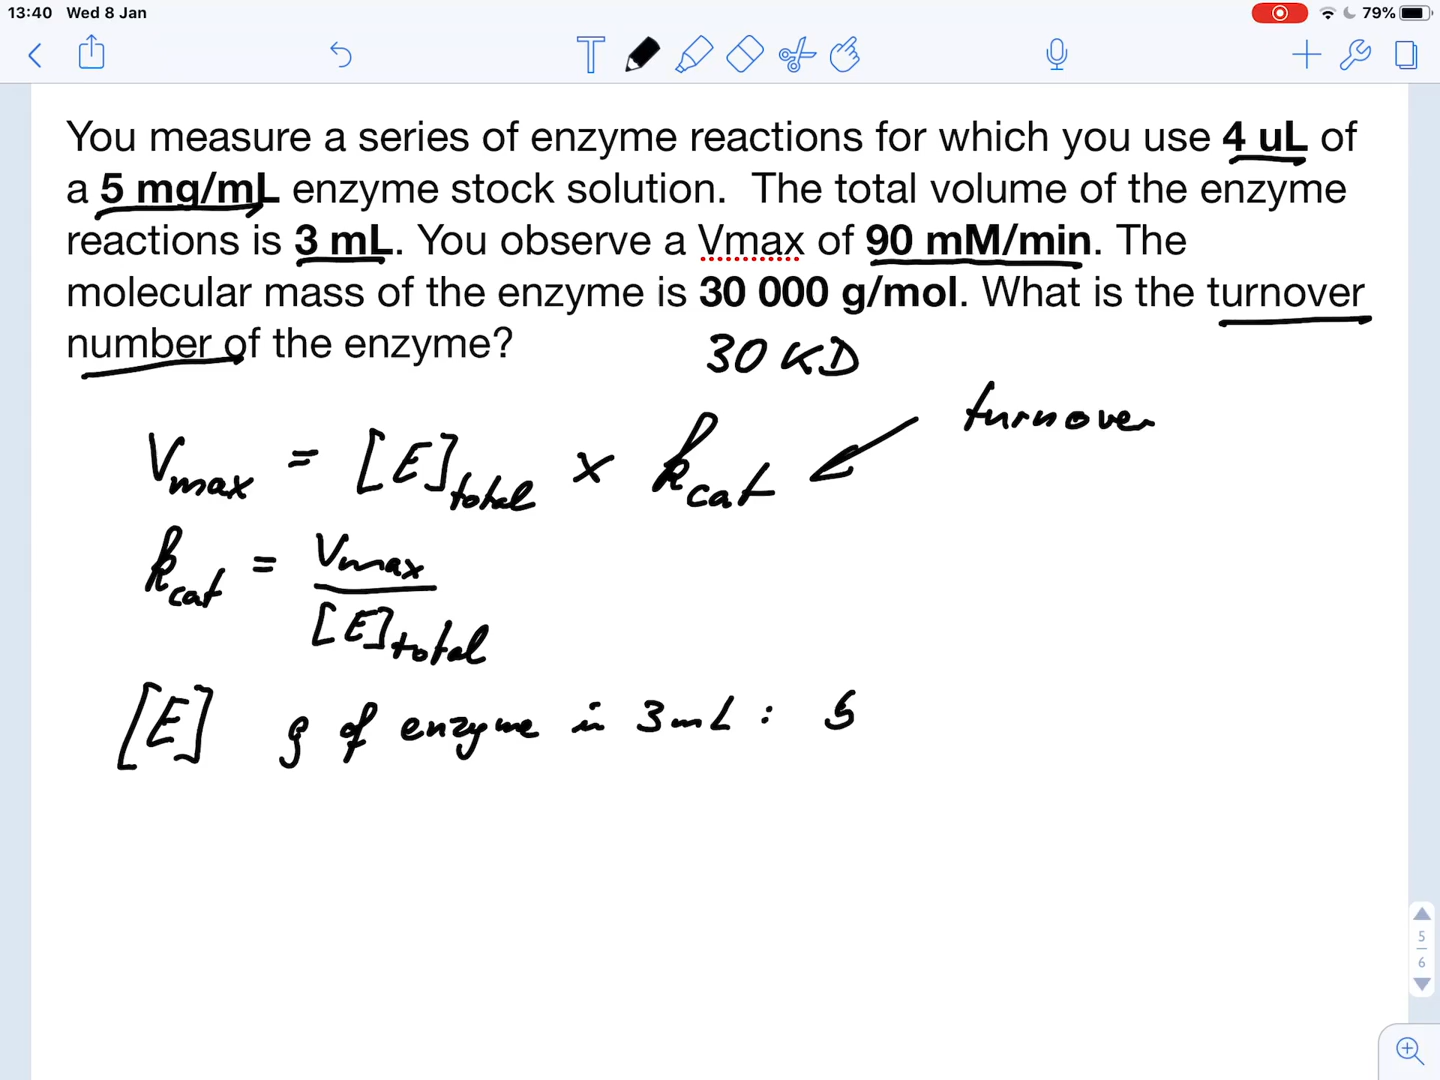 13:40 Wed 8 Jan
79%
T
You measure a series of enzyme reactions for which you use 4 uL of
a 5 mg/mL enzyme stock solution. The total volume of the enzyme
reactions is 3 mL. You observe a Vmax of 90 mM/min. The
molecular mass of the enzyme is 30 000 g/mol. What is the turnover
number of the enzyme?
30 KD
turnover
Vmax = [E]total x kcat
kcat = Vmax / [E]total
[E] g of enzyme in 3mL : 5
5
6